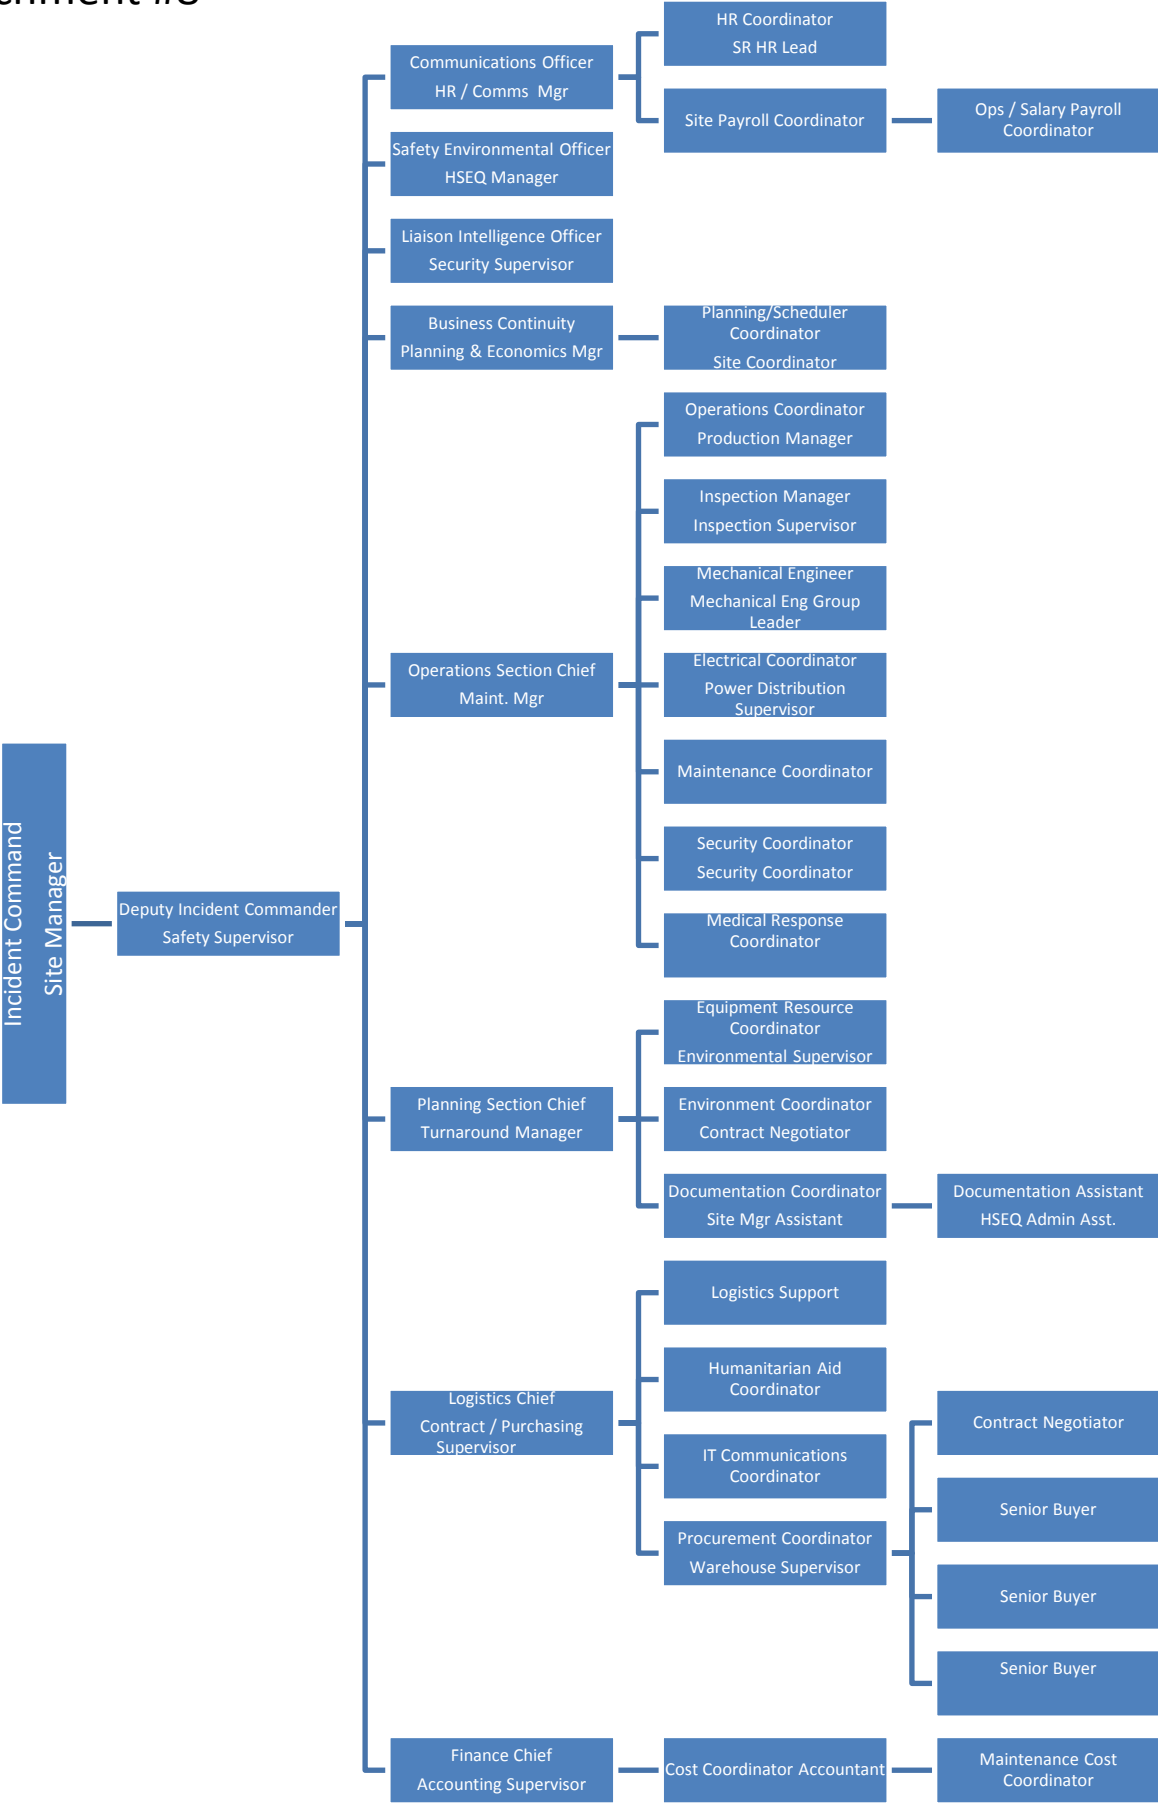 HR Coordinator
SR HR Lead
Communications Officer
HR / Comms Mgr
Site Payroll Coordinator
Ops / Salary Payroll
Coordinator
Safety Environmental Officer
HSEQ Manager
Liaison Intelligence Officer
Security Supervisor
Business Continuity
Planning & Economics Mgr
Planning/Scheduler
Coordinator
Site Coordinator
Operations Coordinator
Production Manager
Inspection Manager
Inspection Supervisor
Mechanical Engineer
Mechanical Eng Group
Leader
Operations Section Chief
Maint. Mgr
Electrical Coordinator
Power Distribution
Supervisor
Maintenance Coordinator
Security Coordinator
Security Coordinator
Incident Command
Site Manager
Deputy Incident Commander
Safety Supervisor
Medical Response
Coordinator
Equipment Resource
Coordinator
Environmental Supervisor
Planning Section Chief
Turnaround Manager
Environment Coordinator
Contract Negotiator
Documentation Coordinator
Site Mgr Assistant
Documentation Assistant
HSEQ Admin Asst.
Logistics Support
Humanitarian Aid
Coordinator
Logistics Chief
Contract / Purchasing
Supervisor
Contract Negotiator
IT Communications
Coordinator
Senior Buyer
Procurement Coordinator
Warehouse Supervisor
Senior Buyer
Senior Buyer
Finance Chief
Accounting Supervisor
Cost Coordinator Accountant
Maintenance Cost
Coordinator